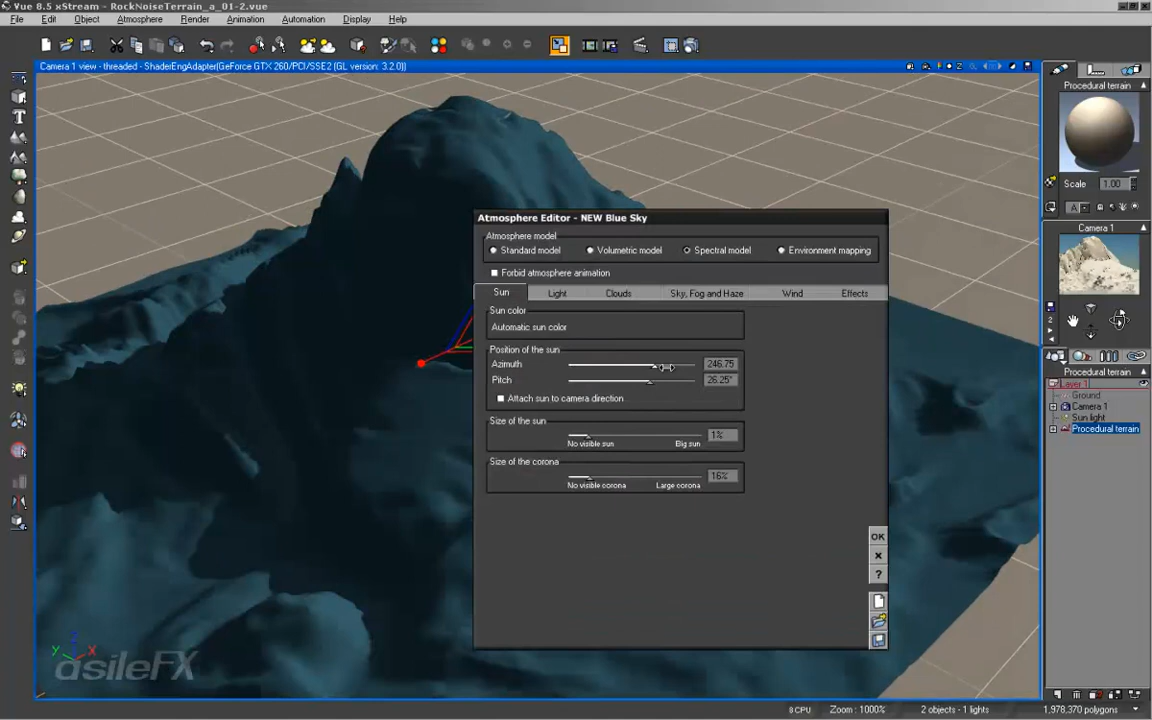 Vue 8.5 xStream - RockNoiseTerrain_a_01-2.vue
File Edit Object Atmosphere Render Animation Automation Display Help
Camera 1 view - threaded - ShaderEngAdapter(GeForce GTX 260/PCI/SSE2 (GL version: 3.2.0))
Procedural terrain
Scale 1.00
Camera 1
Atmosphere Editor - NEW Blue Sky
Atmosphere model
Standard model Volumetric model Spectral model Environment mapping
Forbid atmosphere animation
Sun Light Clouds Sky, Fog and Haze Wind Effects
Sun color
Automatic sun color
Position of the sun
Azimuth 246.75
Pitch 26.25°
Attach sun to camera direction
Size of the sun
1%
No visible sun Big sun
Size of the corona
16%
No visible corona Large corona
OK
?
Procedural terrain
Layer 1
Ground
Camera 1
Sun light
Procedural terrain
Z
Y X
asileFX
8 CPU Zoom : 1000% 2 objects - 1 lights 1,978,370 polygons